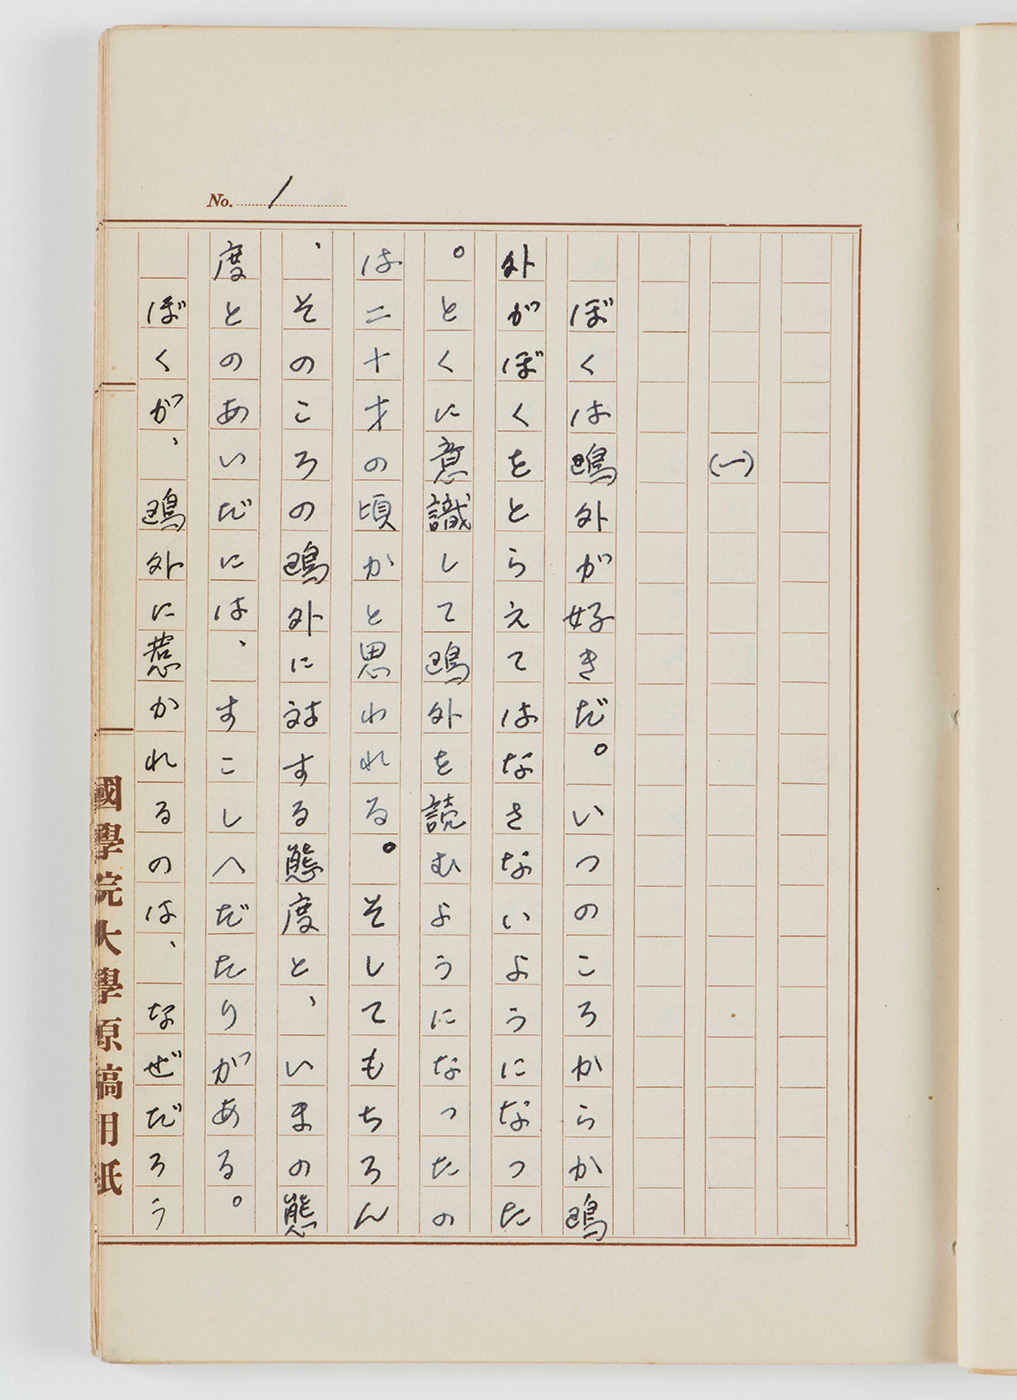 No. 1
(一)
ぼくは鴎外が好きだ。いつのころからか鴎
外がぼくをとらえてはなさないようになった
。とくに意識して鴎外を読むようになったの
は二十才の頃かと思われる。そしてもちろん
、そのころの鴎外に対する態度と、いまの態
度とのあいだには、すこしへだたりがある。
ぼくが、鴎外に惹かれるのは、なぜだろう
國學院大學原稿用紙